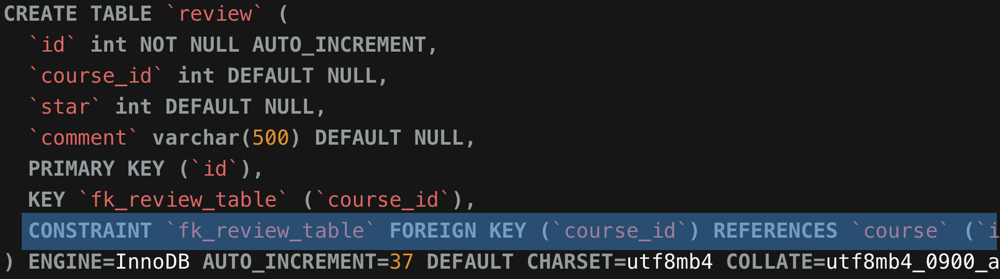 CREATE TABLE `review` (
`id` int NOT NULL AUTO_INCREMENT,
`course_id` int DEFAULT NULL,
`star` int DEFAULT NULL,
`comment` varchar(500) DEFAULT NULL,
PRIMARY KEY (`id`),
KEY `fk_review_table` (`course_id`),
CONSTRAINT `fk_review_table` FOREIGN KEY (`course_id`) REFERENCES `course` (`i
) ENGINE=InnoDB AUTO_INCREMENT=37 DEFAULT CHARSET=utf8mb4 COLLATE=utf8mb4_0900_a